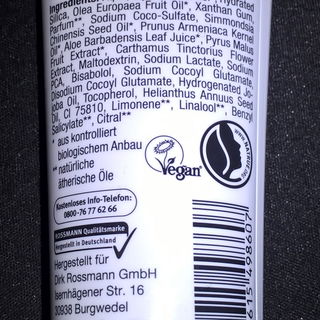 Ingredients:
Hydrated
Silica, Olea Europaea Fruit Oil*, Xanthan Gum,
Parfum**, Sodium Coco-Sulfate, Simmondsia
Chinensis Seed Oil*, Prunus Armeniaca Kernel
Oil*, Aloe Barbadensis Leaf Juice*, Pyrus Malus
Fruit Extract*, Carthamus Tinctorius Flower
Extract, Maltodextrin, Sodium Lactate, Sodium
PCA, Bisabolol, Sodium Cocoyl Glutamate,
Disodium Cocoyl Glutamate, Hydrogenated Jo-
joba Oil, Tocopherol, Helianthus Annuus Seed
Oil, CI 75810, Limonene**, Linalool**, Benzyl
Salicylate**, Citral**
* aus kontrolliert
biologischem Anbau
** natürliche
ätherische Öle
Vegan
NATRUE.ORG
Kostenloses Info-Telefon:
0800-76 77 62 66
ROSSMANN Qualitätsmarke
Hergestellt in Deutschland
Hergestellt für
Dirk Rossmann GmbH
Isernhägener Str. 16
30938 Burgwedel
615149860